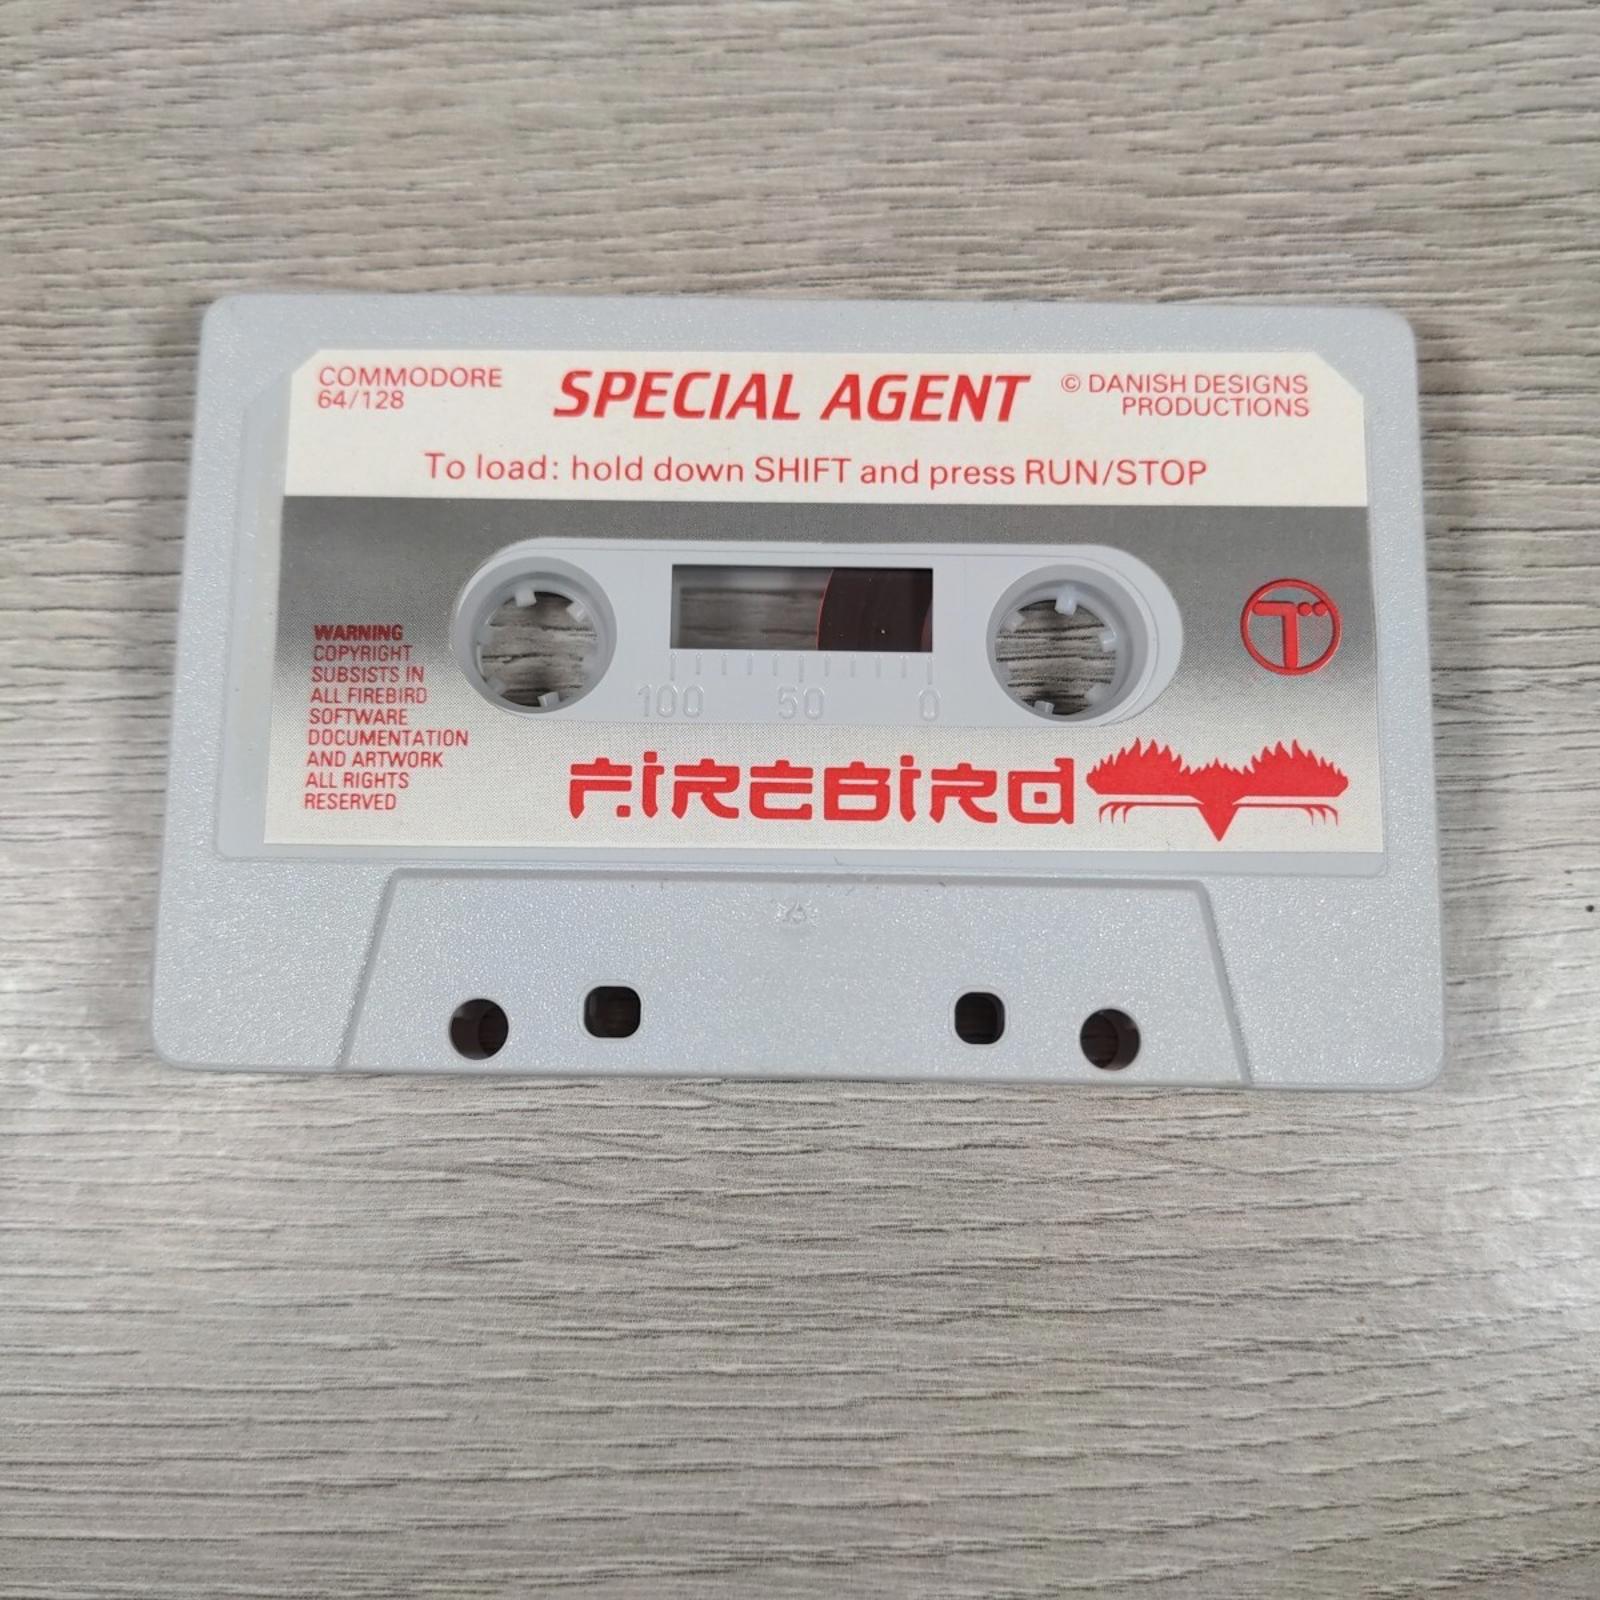 COMMODORE
64/128
SPECIAL AGENT
© DANISH DESIGNS
PRODUCTIONS
To load: hold down SHIFT and press RUN/STOP
WARNING
COPYRIGHT
SUBSISTS IN
ALL FIREBIRD
SOFTWARE
DOCUMENTATION
AND ARTWORK
ALL RIGHTS
RESERVED
100 50 0
T
FIREBIRD